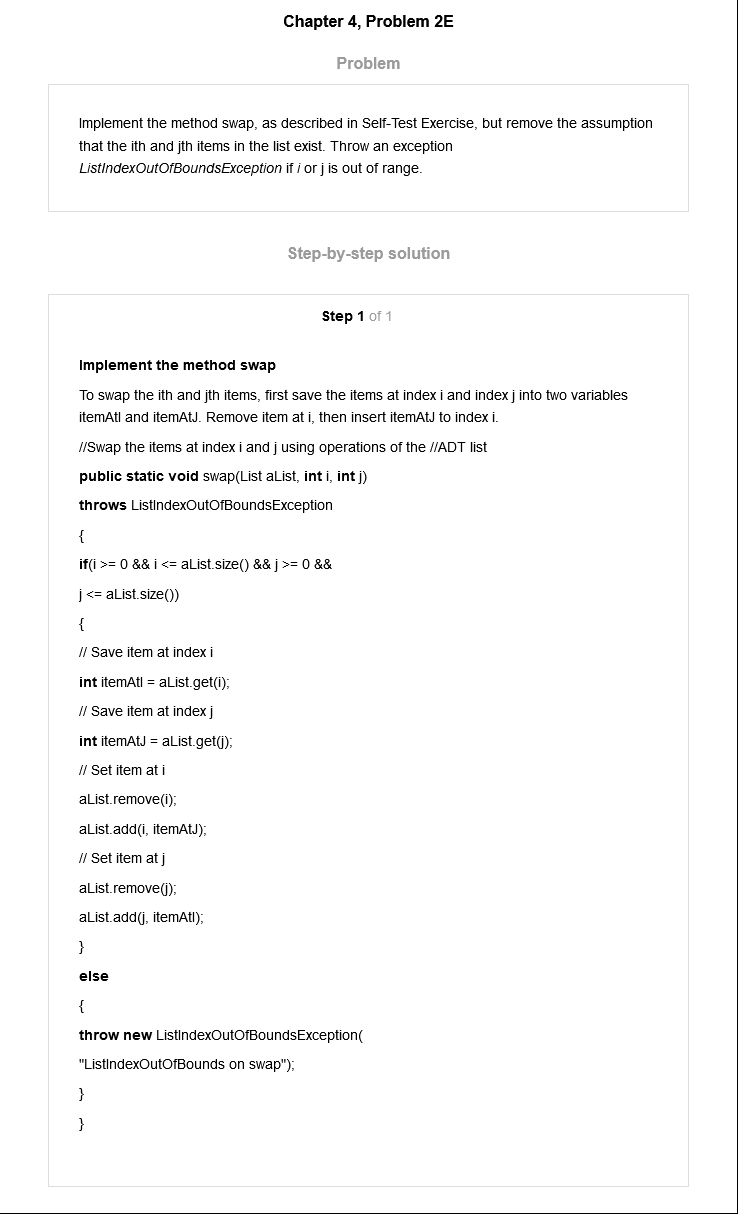 Chapter 4, Problem 2E
Problem
Implement the method swap, as described in Self-Test Exercise, but remove the assumption
that the ith and jth items in the list exist. Throw an exception
ListIndexOutOfBoundsException if i or j is out of range.
Step-by-step solution
Step 1 of 1
Implement the method swap
To swap the ith and jth items, first save the items at index i and index j into two variables
itemAtI and itemAtJ. Remove item at i, then insert itemAtJ to index i.
//Swap the items at index i and j using operations of the //ADT list
public static void swap(List aList, int i, int j)
throws ListIndexOutOfBoundsException
{
if(i >= 0 && i <= aList.size() && j >= 0 &&
j <= aList.size())
{
// Save item at index i
int itemAtI = aList.get(i);
// Save item at index j
int itemAtJ = aList.get(j);
// Set item at i
aList.remove(i);
aList.add(i, itemAtJ);
// Set item at j
aList.remove(j);
aList.add(j, itemAtI);
}
else
{
throw new ListIndexOutOfBoundsException(
"ListIndexOutOfBounds on swap");
}
}